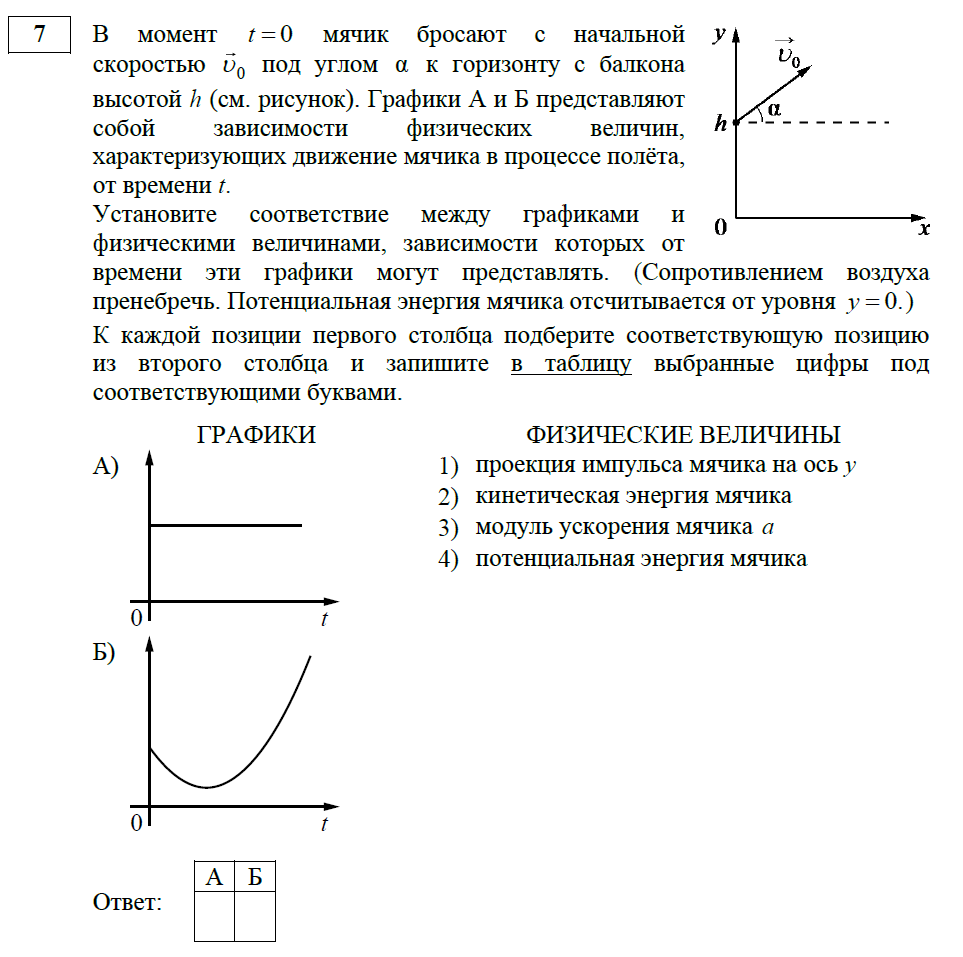 7
В момент t = 0 мячик бросают с начальной
скоростью v⃗₀ под углом α к горизонту с балкона
высотой h (см. рисунок). Графики А и Б представляют
собой зависимости физических величин,
характеризующих движение мячика в процессе полёта,
от времени t.
y
v⃗₀
α
h
0
x
Установите соответствие между графиками и
физическими величинами, зависимости которых от
времени эти графики могут представлять. (Сопротивлением воздуха
пренебречь. Потенциальная энергия мячика отсчитывается от уровня y = 0.)
К каждой позиции первого столбца подберите соответствующую позицию
из второго столбца и запишите в таблицу выбранные цифры под
соответствующими буквами.
ГРАФИКИ
А)
0
t
Б)
0
t
ФИЗИЧЕСКИЕ ВЕЛИЧИНЫ
1) проекция импульса мячика на ось y
2) кинетическая энергия мячика
3) модуль ускорения мячика a
4) потенциальная энергия мячика
А Б
Ответ: